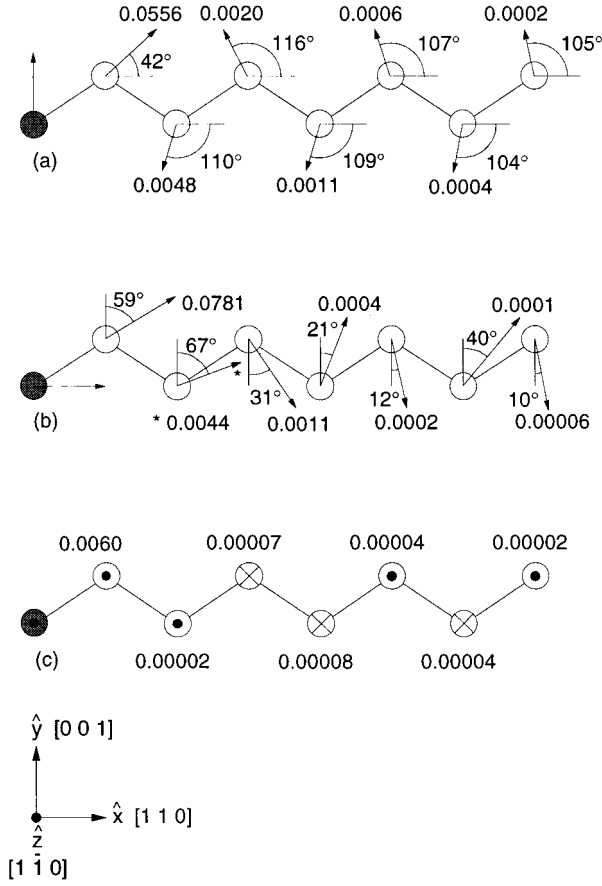 0.0556 0.0020 0.0006 0.0002
42° 116° 107° 105°
(a) 110° 109° 104°
0.0048 0.0011 0.0004
59° 0.0781 0.0004 0.0001
67° 21° 40°
* 31° 12° 10°
(b) * 0.0044 0.0011 0.0002 0.00006
0.0060 0.00007 0.00004 0.00002
(c) 0.00002 0.00008 0.00004
ŷ [0 0 1]
x̂ [1 1 0]
ẑ
[1 1̄ 0]